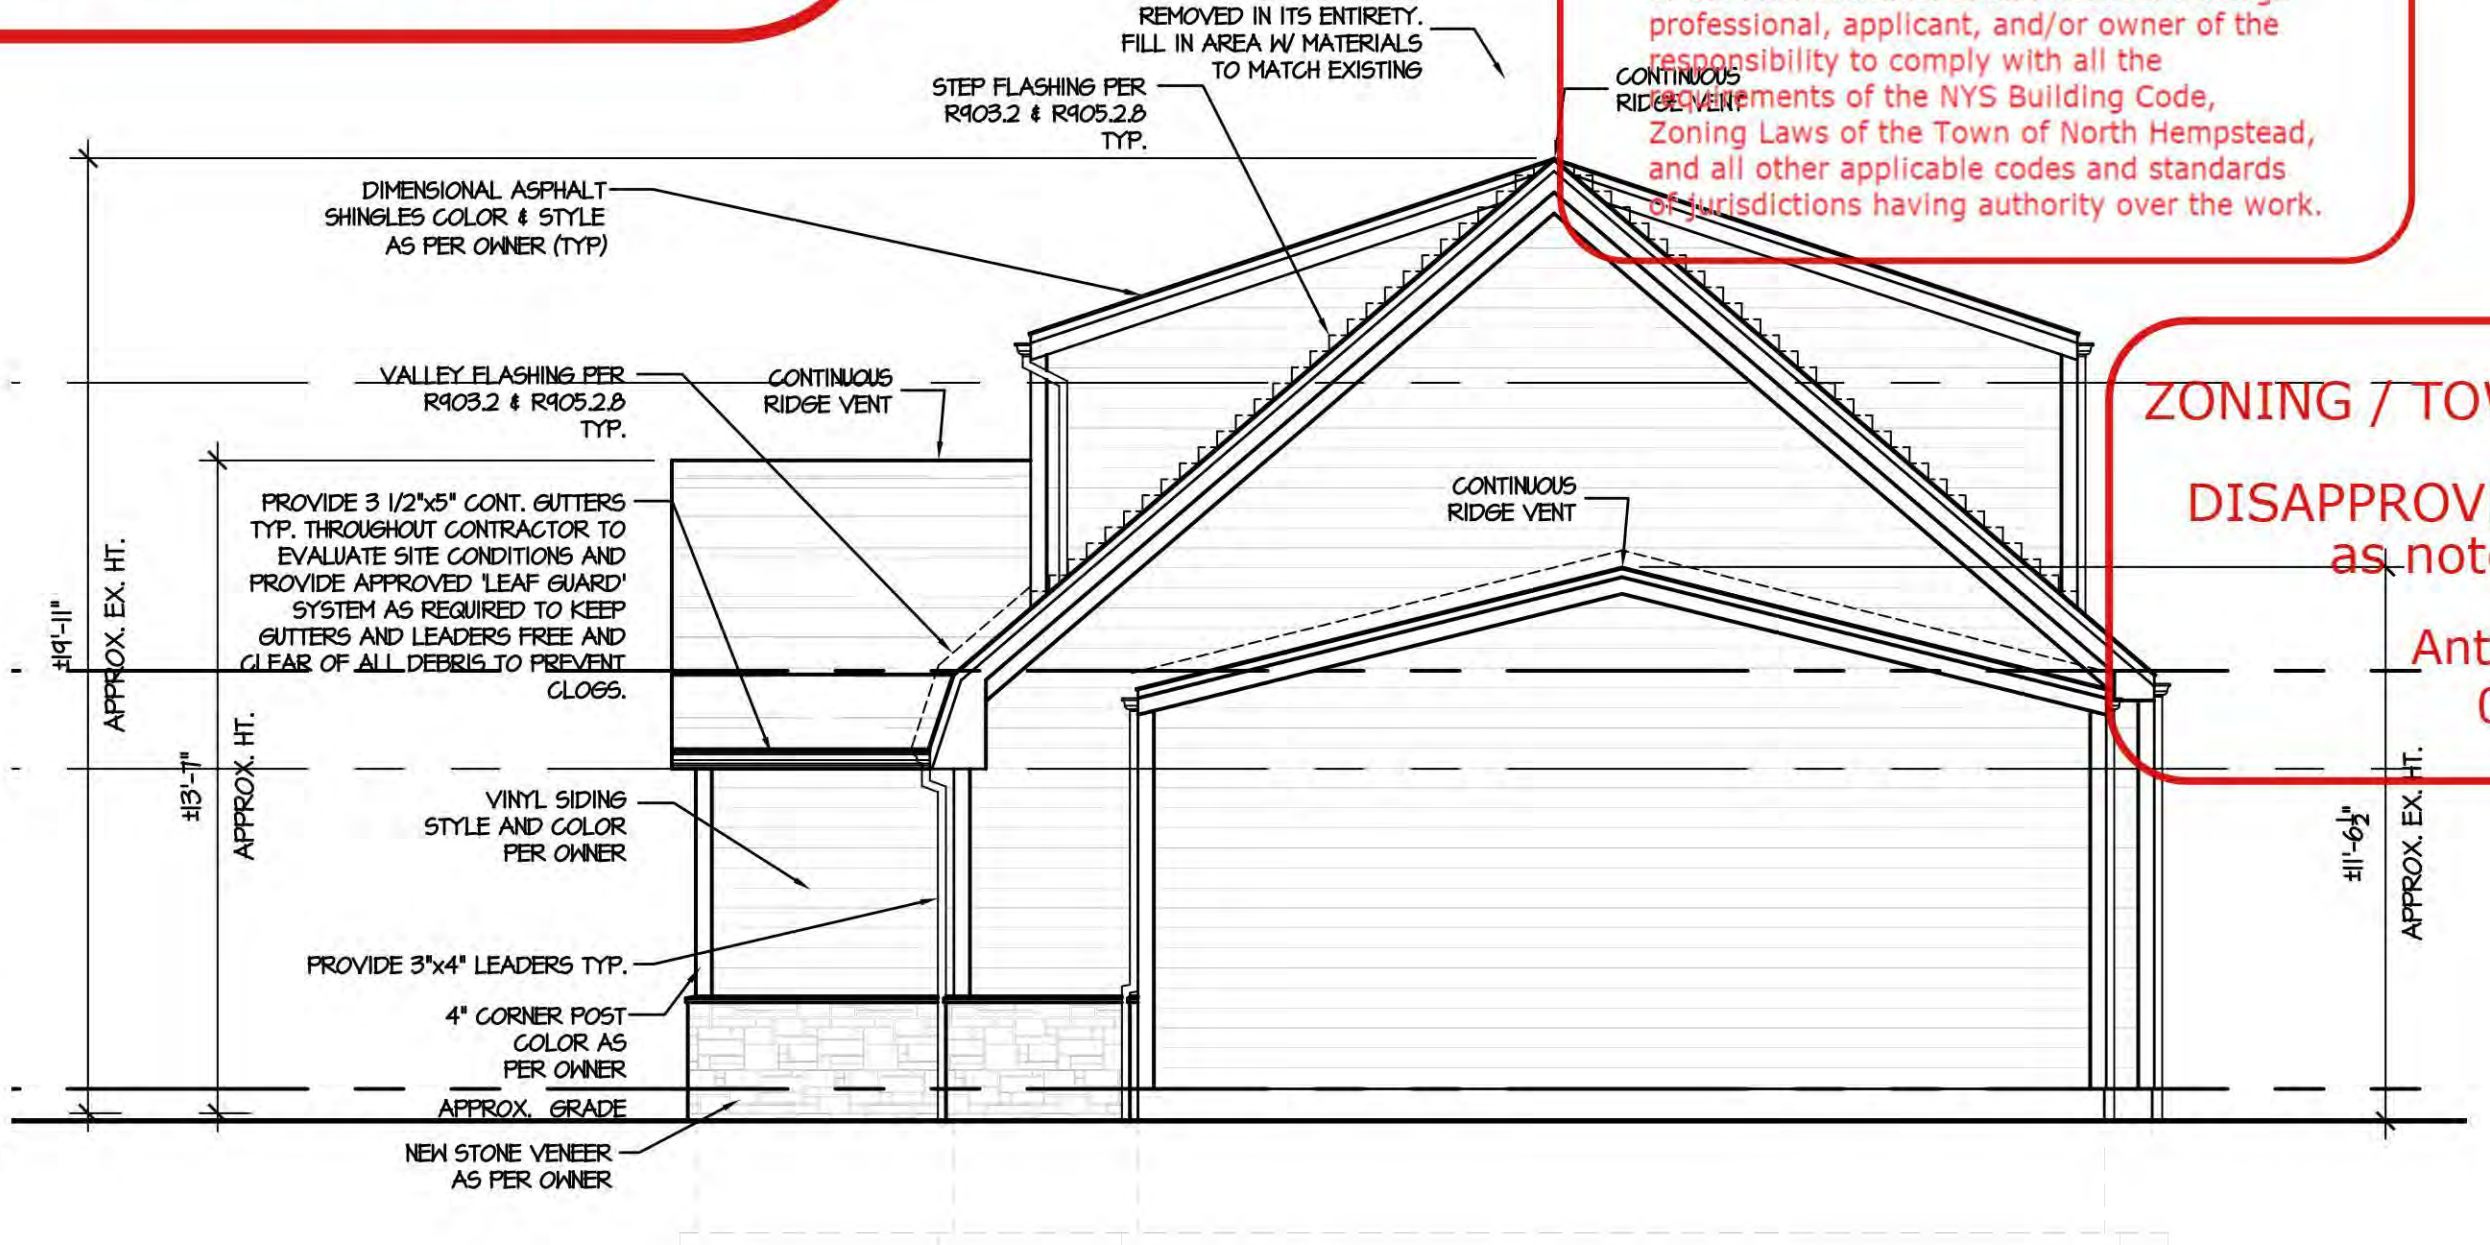 REMOVED IN ITS ENTIRETY.
FILL IN AREA W/ MATERIALS
TO MATCH EXISTING
STEP FLASHING PER
R903.2 & R905.2.8
TYP.
CONTINUOUS
RIDGE VENT
professional, applicant, and/or owner of the
responsibility to comply with all the
requirements of the NYS Building Code,
Zoning Laws of the Town of North Hempstead,
and all other applicable codes and standards
of jurisdictions having authority over the work.
DIMENSIONAL ASPHALT
SHINGLES COLOR & STYLE
AS PER OWNER (TYP)
VALLEY FLASHING PER
R903.2 & R905.2.8
TYP.
CONTINUOUS
RIDGE VENT
ZONING / TOW
DISAPPROV
as note
Ant
PROVIDE 3 1/2"x5" CONT. GUTTERS
TYP. THROUGHOUT CONTRACTOR TO
EVALUATE SITE CONDITIONS AND
PROVIDE APPROVED 'LEAF GUARD'
SYSTEM AS REQUIRED TO KEEP
GUTTERS AND LEADERS FREE AND
CLEAR OF ALL DEBRIS TO PREVENT
CLOGS.
CONTINUOUS
RIDGE VENT
±19'-11"
APPROX. EX. HT.
±13'-7"
APPROX. HT.
±11'-6½"
APPROX. EX. HT.
VINYL SIDING
STYLE AND COLOR
PER OWNER
PROVIDE 3"x4" LEADERS TYP.
4" CORNER POST
COLOR AS
PER OWNER
APPROX. GRADE
NEW STONE VENEER
AS PER OWNER